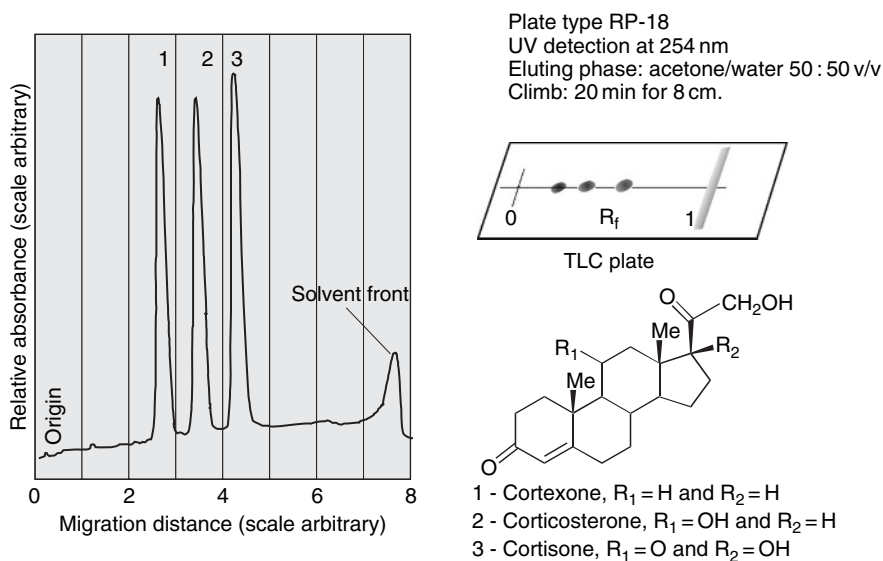 1 2 3
Relative absorbance (scale arbitrary)
Origin
Solvent front
0 2 4 6 8
Migration distance (scale arbitrary)
Plate type RP-18
UV detection at 254 nm
Eluting phase: acetone/water 50 : 50 v/v
Climb: 20 min for 8 cm.
0 Rf 1
TLC plate
O
CH₂OH
Me
R₁
R₂
Me
O
1 - Cortexone, R₁ = H and R₂ = H
2 - Corticosterone, R₁ = OH and R₂ = H
3 - Cortisone, R₁ = O and R₂ = OH